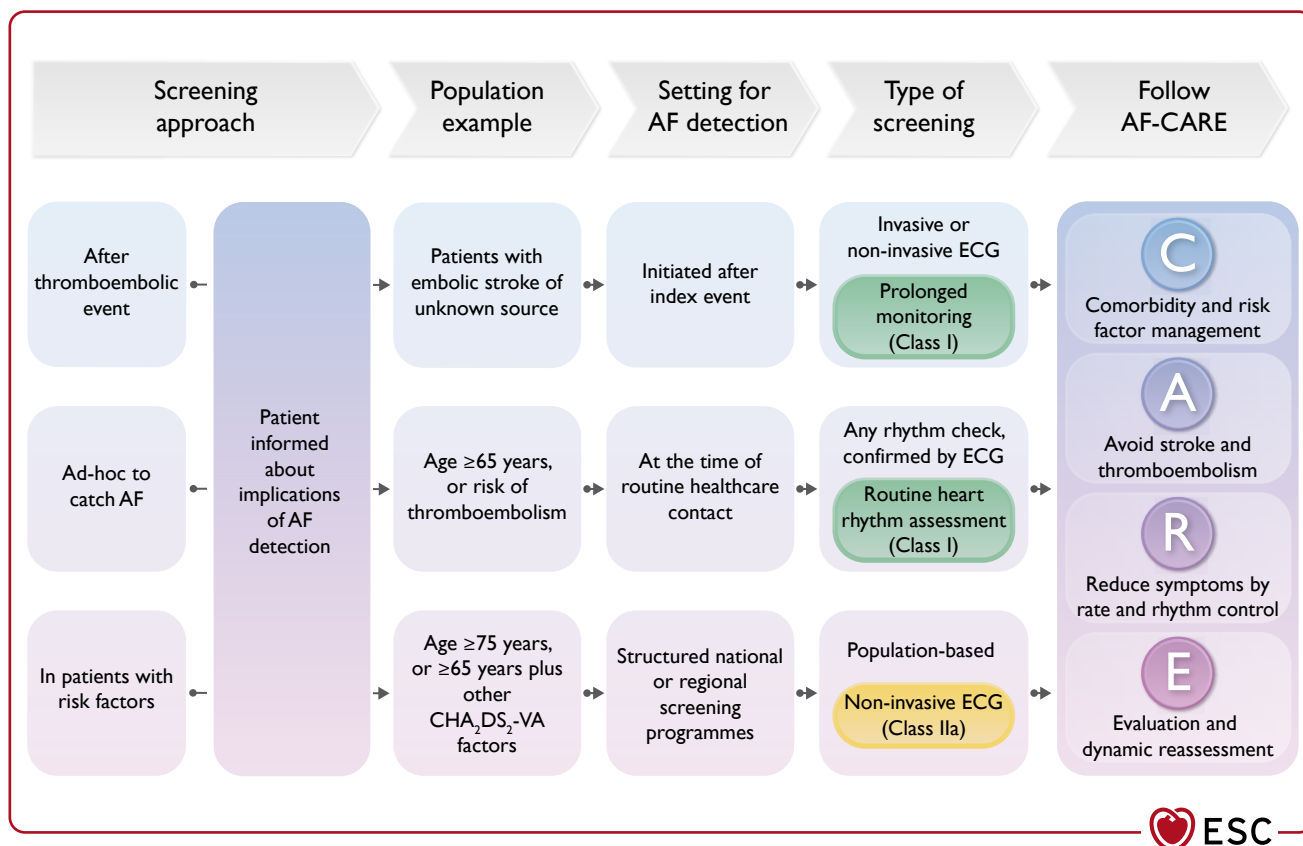 Screening
approach
Population
example
Setting for
AF detection
Type of
screening
Follow
AF-CARE
After
thromboembolic
event
Patient
informed
about
implications
of AF
detection
Patients with
embolic stroke of
unknown source
Initiated after
index event
Invasive or
non-invasive ECG
Prolonged
monitoring
(Class I)
Ad-hoc to
catch AF
Age ≥65 years,
or risk of
thromboembolism
At the time of
routine healthcare
contact
Any rhythm check,
confirmed by ECG
Routine heart
rhythm assessment
(Class I)
In patients with
risk factors
Age ≥75 years,
or ≥65 years plus
other
CHA₂DS₂-VA
factors
Structured national
or regional
screening
programmes
Population-based
Non-invasive ECG
(Class IIa)
C
Comorbidity and risk
factor management
A
Avoid stroke and
thromboembolism
R
Reduce symptoms by
rate and rhythm control
E
Evaluation and
dynamic reassessment
ESC